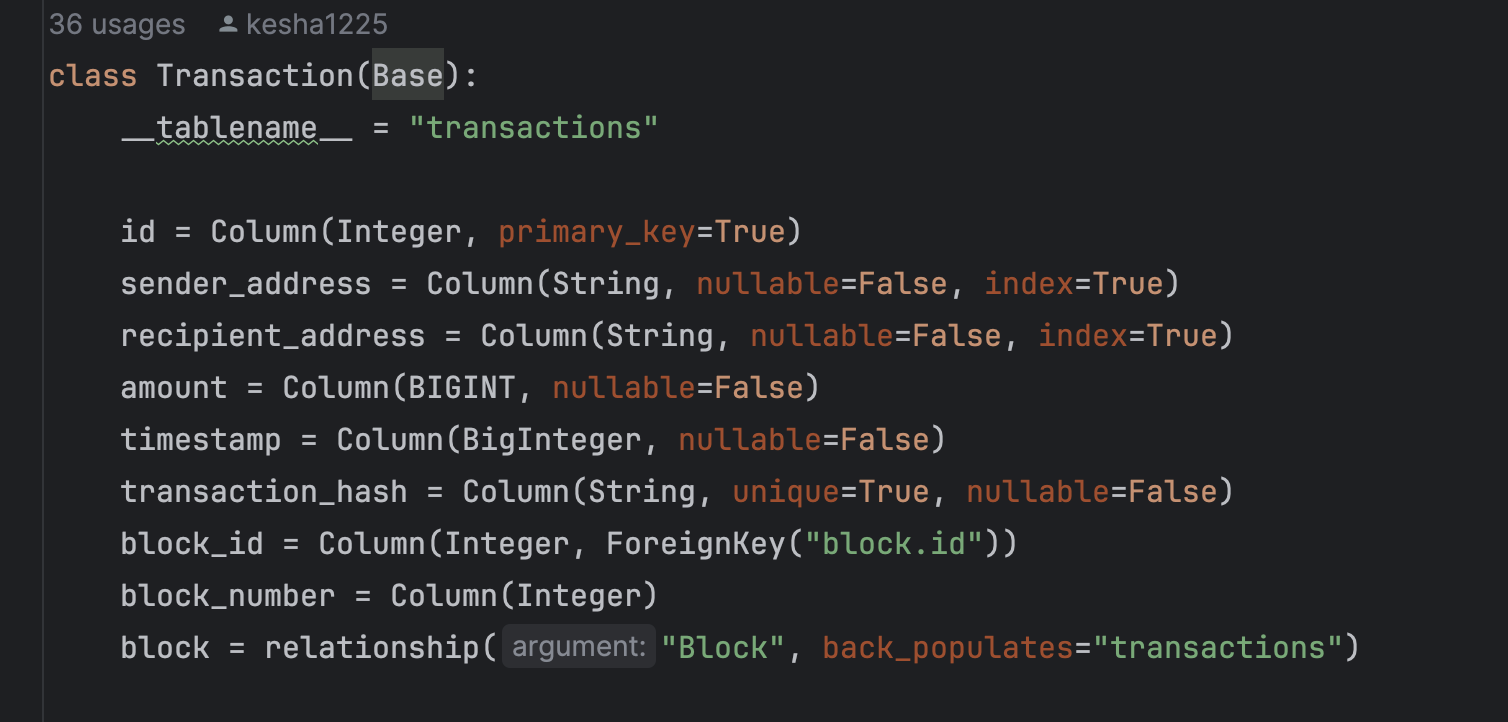 36 usages kesha1225
class Transaction(Base):
__tablename__ = "transactions"
id = Column(Integer, primary_key=True)
sender_address = Column(String, nullable=False, index=True)
recipient_address = Column(String, nullable=False, index=True)
amount = Column(BIGINT, nullable=False)
timestamp = Column(BigInteger, nullable=False)
transaction_hash = Column(String, unique=True, nullable=False)
block_id = Column(Integer, ForeignKey("block.id"))
block_number = Column(Integer)
block = relationship( argument: "Block", back_populates="transactions")